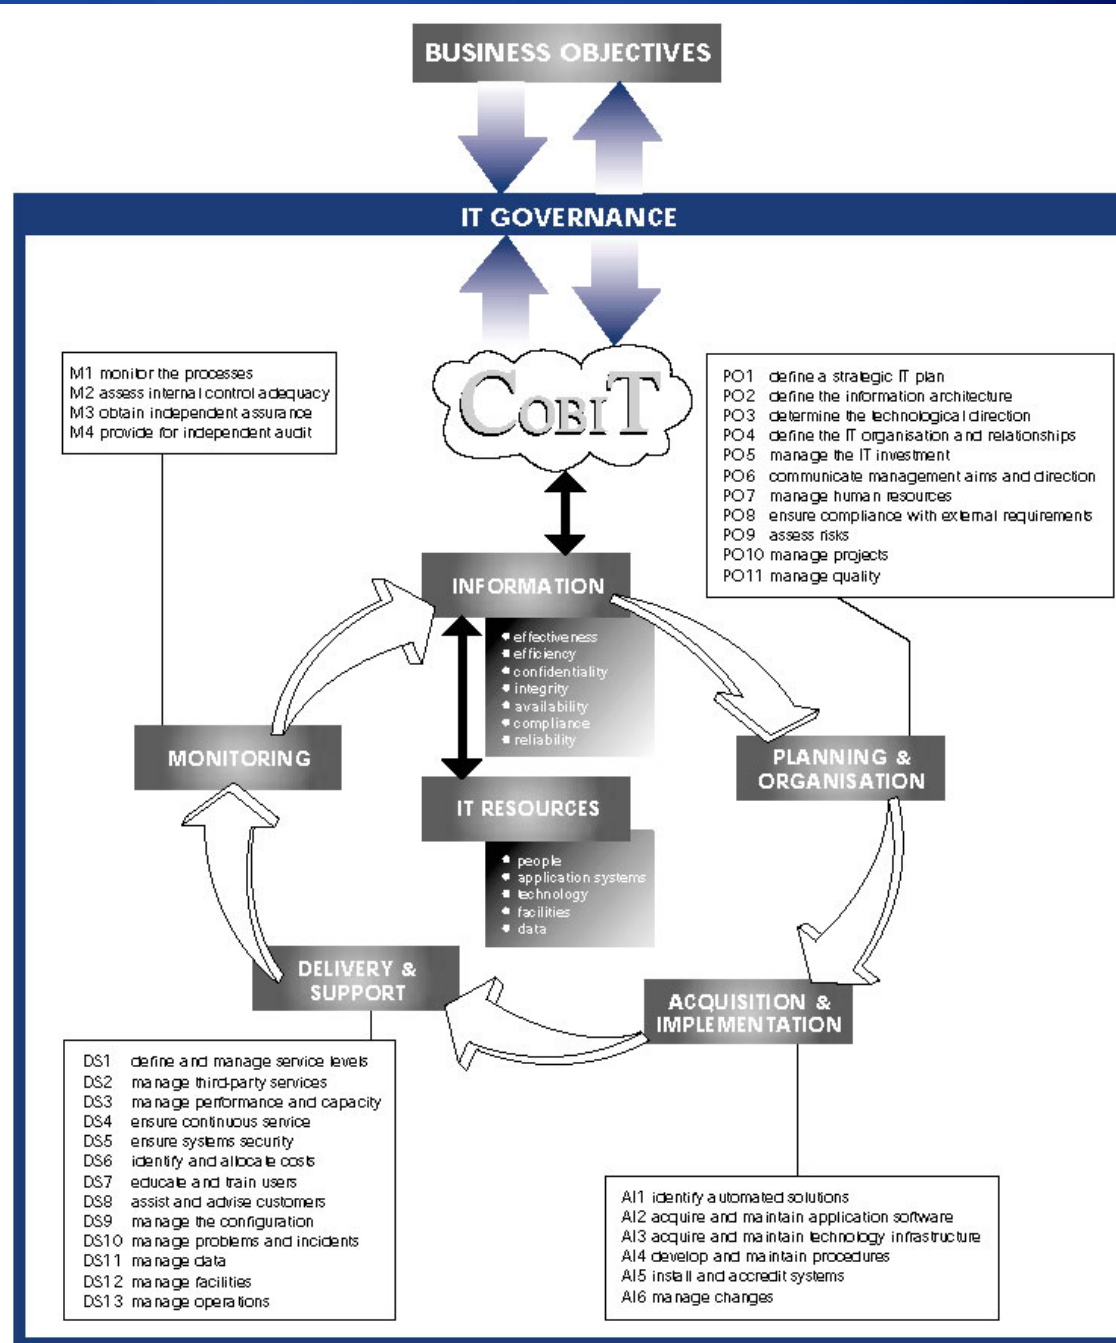 BUSINESS OBJECTIVES
IT GOVERNANCE
COBIT
M1 monitor the processes
M2 assess internal control adequacy
M3 obtain independent assurance
M4 provide for independent audit
PO1 define a strategic IT plan
PO2 define the information architecture
PO3 determine the technological direction
PO4 define the IT organisation and relationships
PO5 manage the IT investment
PO6 communicate management aims and direction
PO7 manage human resources
PO8 ensure compliance with external requirements
PO9 assess risks
PO10 manage projects
PO11 manage quality
INFORMATION
effectiveness
efficiency
confidentiality
integrity
availability
compliance
reliability
MONITORING
PLANNING &
ORGANISATION
IT RESOURCES
people
application systems
technology
facilities
data
DELIVERY &
SUPPORT
ACQUISITION &
IMPLEMENTATION
DS1 define and manage service levels
DS2 manage third-party services
DS3 manage performance and capacity
DS4 ensure continuous service
DS5 ensure systems security
DS6 identify and allocate costs
DS7 educate and train users
DS8 assist and advise customers
DS9 manage the configuration
DS10 manage problems and incidents
DS11 manage data
DS12 manage facilities
DS13 manage operations
AI1 identify automated solutions
AI2 acquire and maintain application software
AI3 acquire and maintain technology infrastructure
AI4 develop and maintain procedures
AI5 install and accredit systems
AI6 manage changes